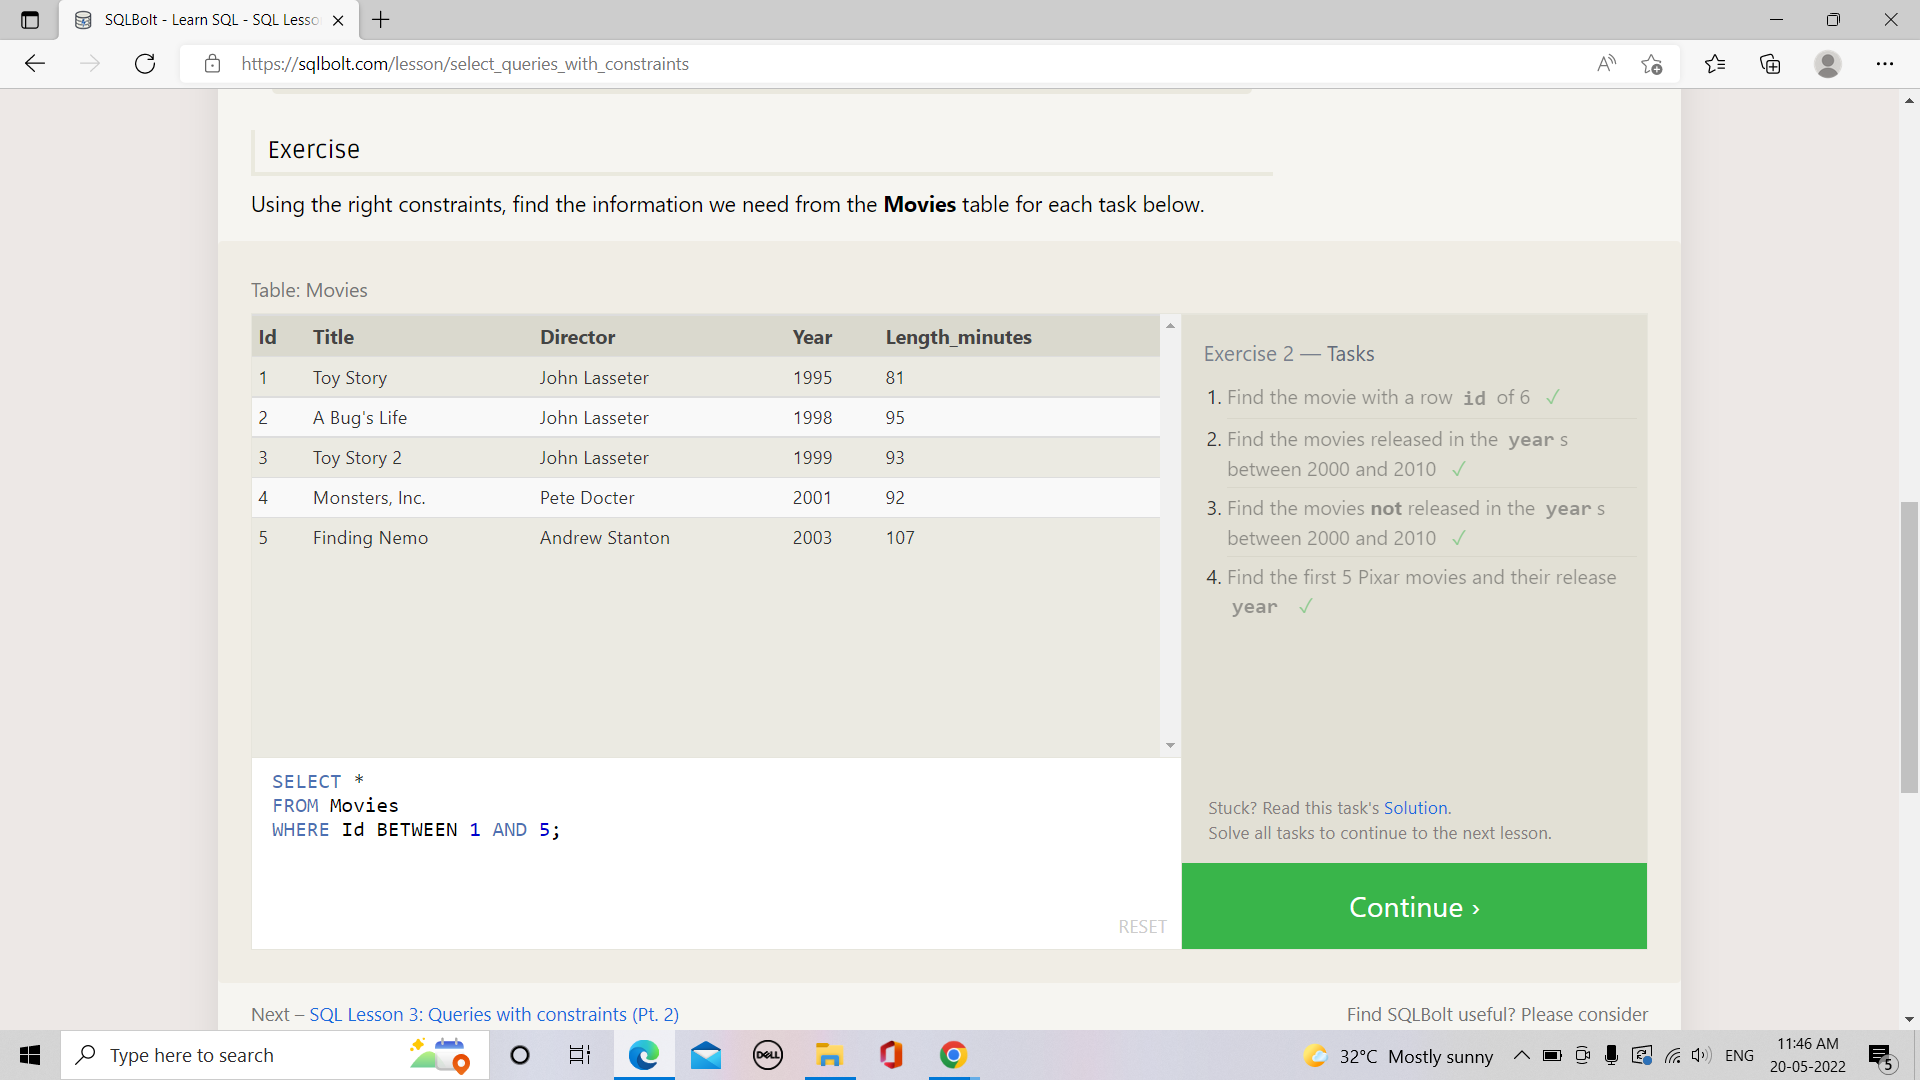 SQLBolt - Learn SQL - SQL Lesso
https://sqlbolt.com/lesson/select_queries_with_constraints
Exercise
Using the right constraints, find the information we need from the Movies table for each task below.
Table: Movies
Id Title Director Year Length_minutes
1 Toy Story John Lasseter 1995 81
2 A Bug's Life John Lasseter 1998 95
3 Toy Story 2 John Lasseter 1999 93
4 Monsters, Inc. Pete Docter 2001 92
5 Finding Nemo Andrew Stanton 2003 107
SELECT *
FROM Movies
WHERE Id BETWEEN 1 AND 5;
RESET
Exercise 2 — Tasks
1. Find the movie with a row id of 6 ✓
2. Find the movies released in the year s
between 2000 and 2010 ✓
3. Find the movies not released in the year s
between 2000 and 2010 ✓
4. Find the first 5 Pixar movies and their release
year ✓
Stuck? Read this task's Solution.
Solve all tasks to continue to the next lesson.
Continue ›
Next – SQL Lesson 3: Queries with constraints (Pt. 2)
Find SQLBolt useful? Please consider
Type here to search
DELL
32°C Mostly sunny
ENG
11:46 AM
20-05-2022
5